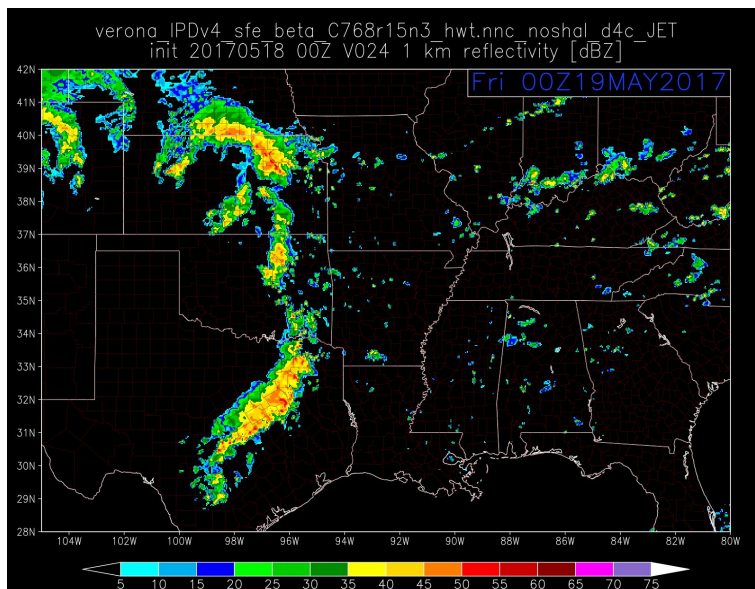 verona_IPDv4_sfe_beta_C768r15n3_hwt.nnc_noshal_d4c_JET
init 20170518 00Z V024 1 km reflectivity [dBZ]
Fri 00Z19MAY2017
42N
41N
40N
39N
38N
37N
36N
35N
34N
33N
32N
31N
30N
29N
28N
104W 102W 100W 98W 96W 94W 92W 90W 88W 86W 84W 82W 80W
5 10 15 20 25 30 35 40 45 50 55 60 65 70 75